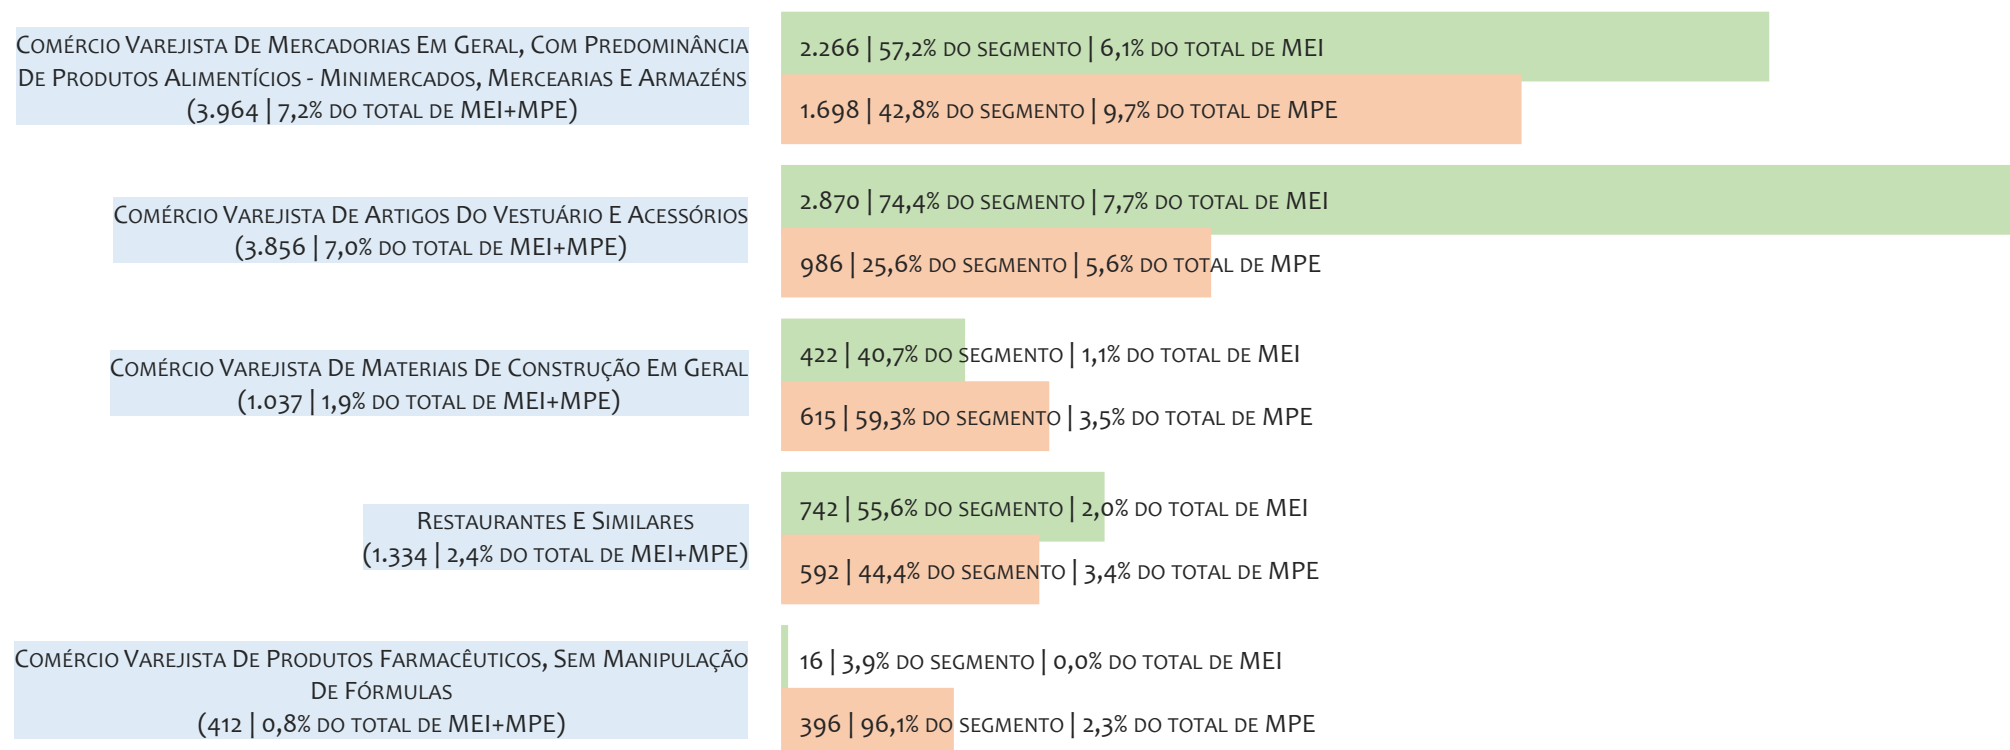 Comércio Varejista De Mercadorias Em Geral, Com Predominância
De Produtos Alimentícios - Minimercados, Mercearias E Armazéns
(3.964 | 7,2% do total de MEI+MPE)
2.266 | 57,2% do segmento | 6,1% do total de MEI
1.698 | 42,8% do segmento | 9,7% do total de MPE
Comércio Varejista De Artigos Do Vestuário E Acessórios
(3.856 | 7,0% do total de MEI+MPE)
2.870 | 74,4% do segmento | 7,7% do total de MEI
986 | 25,6% do segmento | 5,6% do total de MPE
Comércio Varejista De Materiais De Construção Em Geral
(1.037 | 1,9% do total de MEI+MPE)
422 | 40,7% do segmento | 1,1% do total de MEI
615 | 59,3% do segmento | 3,5% do total de MPE
Restaurantes E Similares
(1.334 | 2,4% do total de MEI+MPE)
742 | 55,6% do segmento | 2,0% do total de MEI
592 | 44,4% do segmento | 3,4% do total de MPE
Comércio Varejista De Produtos Farmacêuticos, Sem Manipulação
De Fórmulas
(412 | 0,8% do total de MEI+MPE)
16 | 3,9% do segmento | 0,0% do total de MEI
396 | 96,1% do segmento | 2,3% do total de MPE